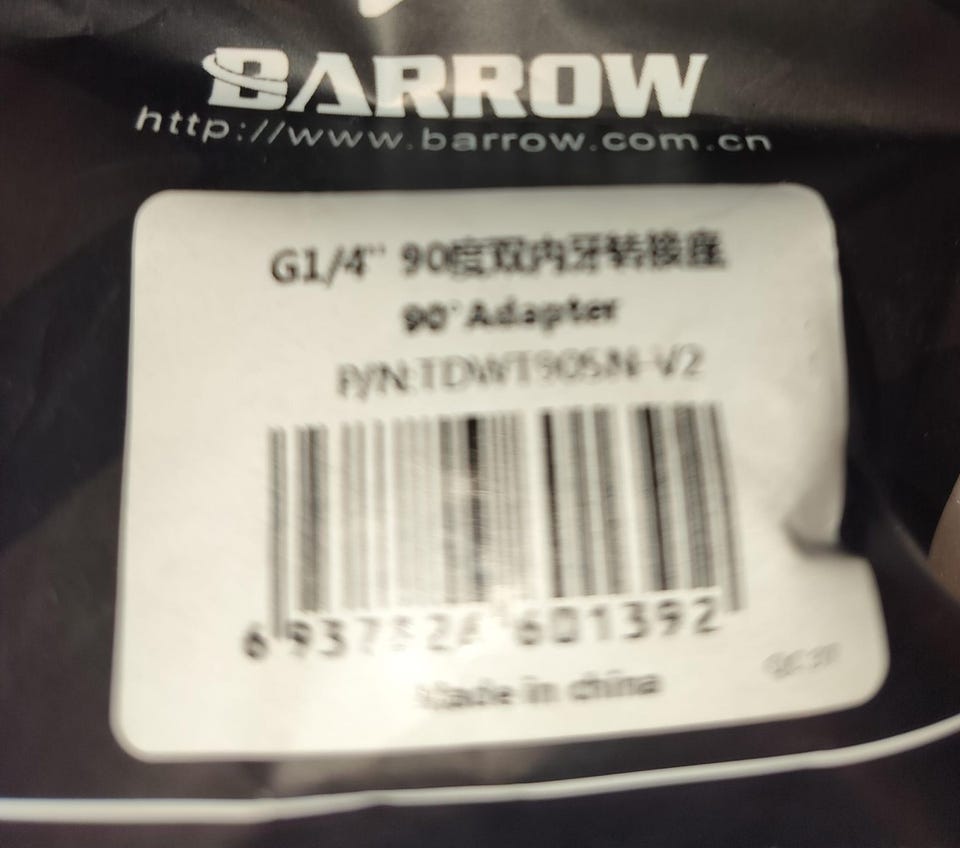 BARROW
http://www.barrow.com.cn
G1/4" 90度双内牙转接座
90°Adapter
P/N:TDWT90SN-V2
601392
Made in china